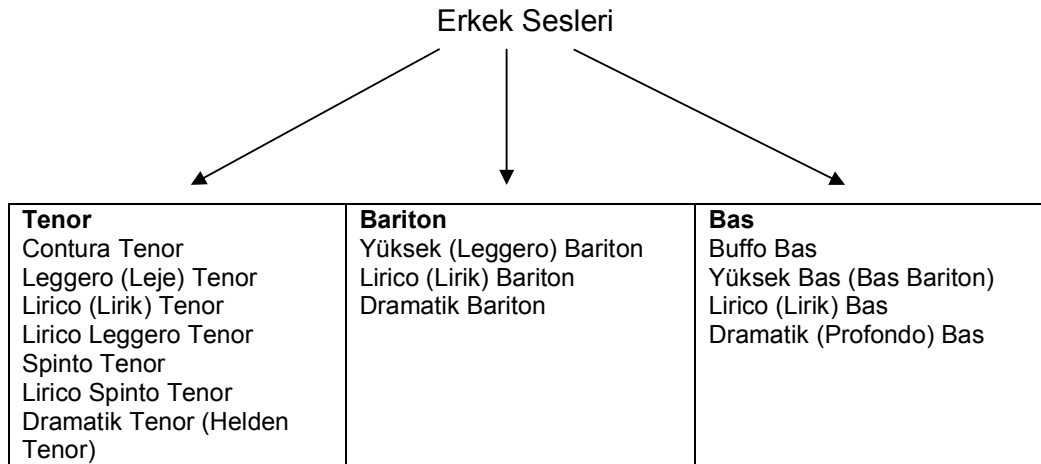 Erkek Sesleri
Tenor
Contura Tenor
Leggero (Leje) Tenor
Lirico (Lirik) Tenor
Lirico Leggero Tenor
Spinto Tenor
Lirico Spinto Tenor
Dramatik Tenor (Helden
Tenor)
Bariton
Yüksek (Leggero) Bariton
Lirico (Lirik) Bariton
Dramatik Bariton
Bas
Buffo Bas
Yüksek Bas (Bas Bariton)
Lirico (Lirik) Bas
Dramatik (Profondo) Bas